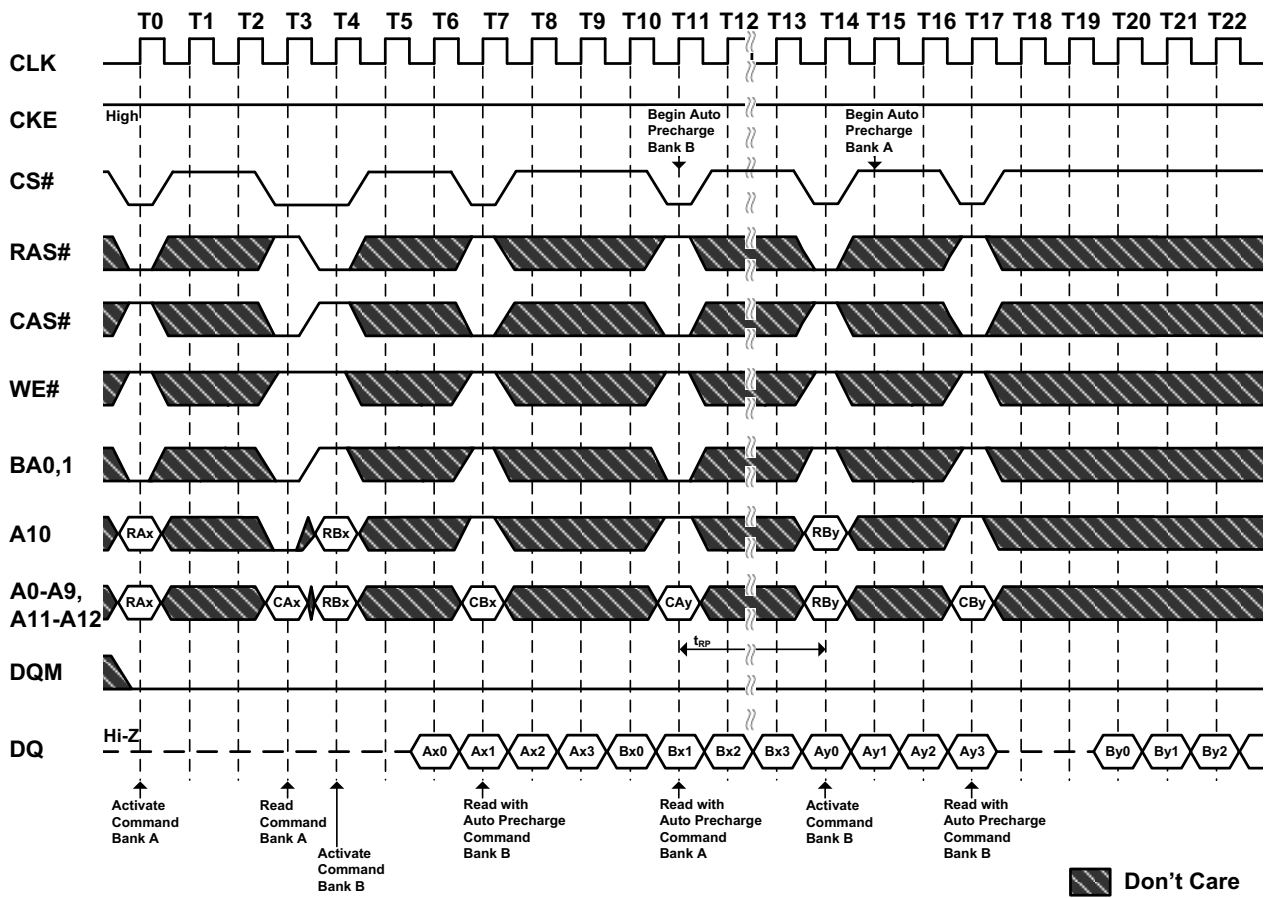 T0 T1 T2 T3 T4 T5 T6 T7 T8 T9 T10 T11 T12 T13 T14 T15 T16 T17 T18 T19 T20 T21 T22
CLK
CKE
High
Begin Auto
Precharge
Bank B
Begin Auto
Precharge
Bank A
CS#
RAS#
CAS#
WE#
BA0,1
A10
RAx RBx RBy
A0-A9,
A11-A12
RAx CAx RBx CBx CAy RBy CBy
tRP
DQM
DQ
Hi-Z
Ax0 Ax1 Ax2 Ax3 Bx0 Bx1 Bx2 Bx3 Ay0 Ay1 Ay2 Ay3 By0 By1 By2
Activate
Command
Bank A
Read
Command
Bank A
Activate
Command
Bank B
Read with
Auto Precharge
Command
Bank B
Read with
Auto Precharge
Command
Bank A
Activate
Command
Bank B
Read with
Auto Precharge
Command
Bank B
Don't Care